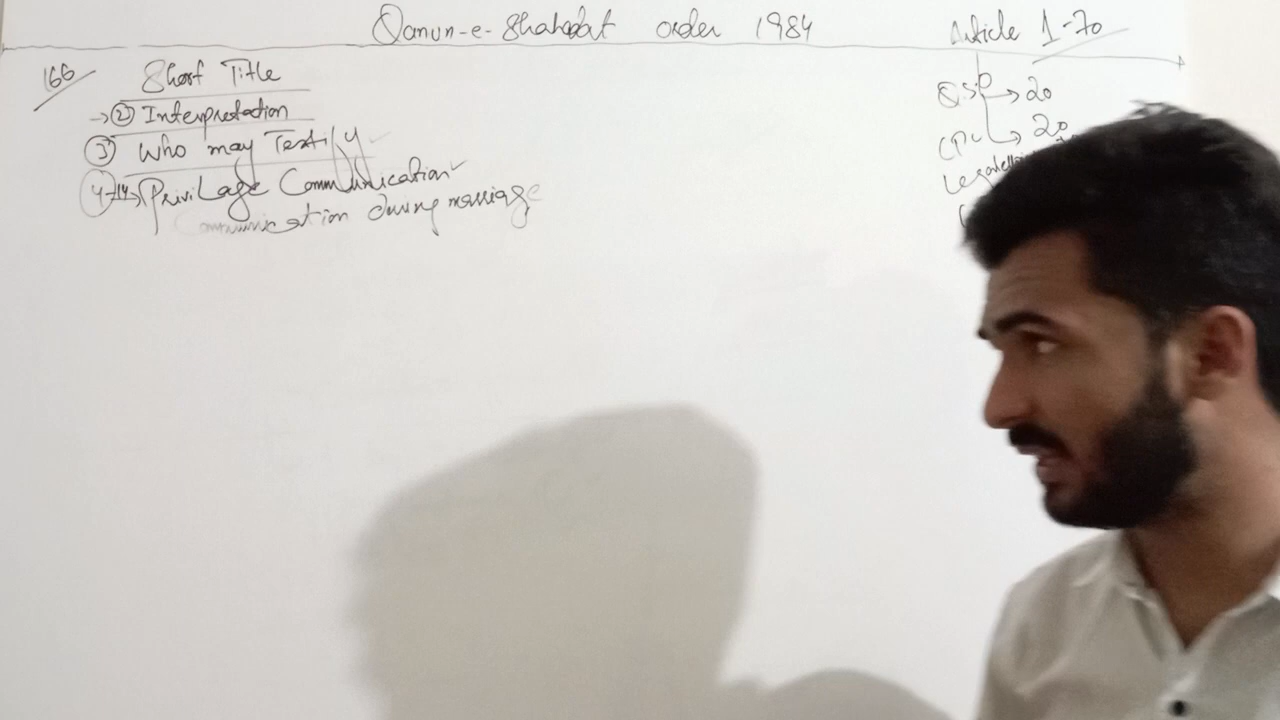 Qanun-e-Shahadat order 1984
Article 1-70
166 Short Title
→② Interpretation
③ Who may Testify
4-14→ Privilage Communication
Communication during marriage
Q.S.O → 20
CPC → 20